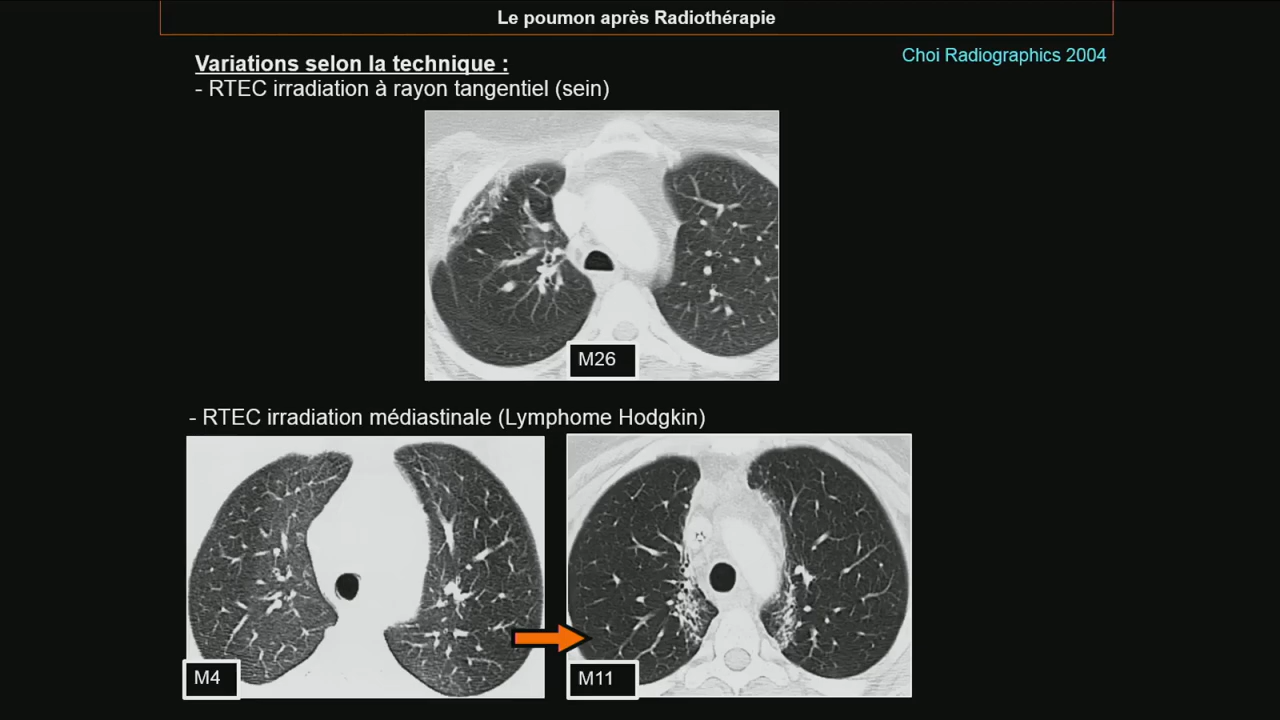 Le poumon après Radiothérapie
Variations selon la technique :
Choi Radiographics 2004
- RTEC irradiation à rayon tangentiel (sein)
M26
- RTEC irradiation médiastinale (Lymphome Hodgkin)
M4
M11